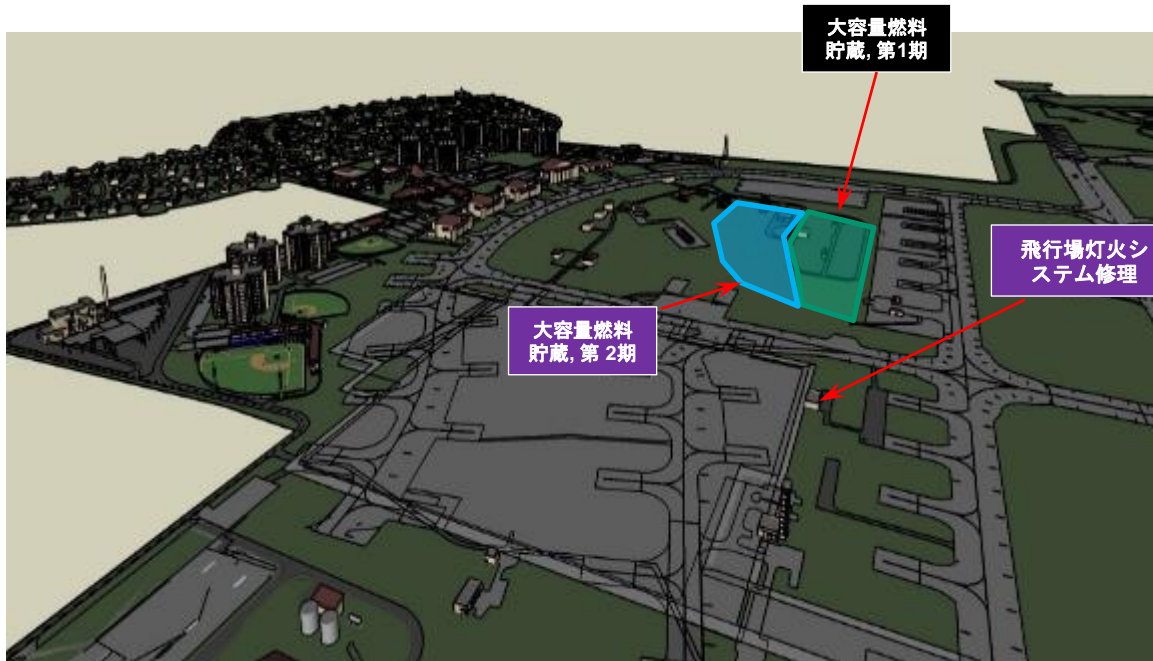 大容量燃料
貯蔵, 第1期
飛行場灯火シ
ステム修理
大容量燃料
貯蔵, 第 2期